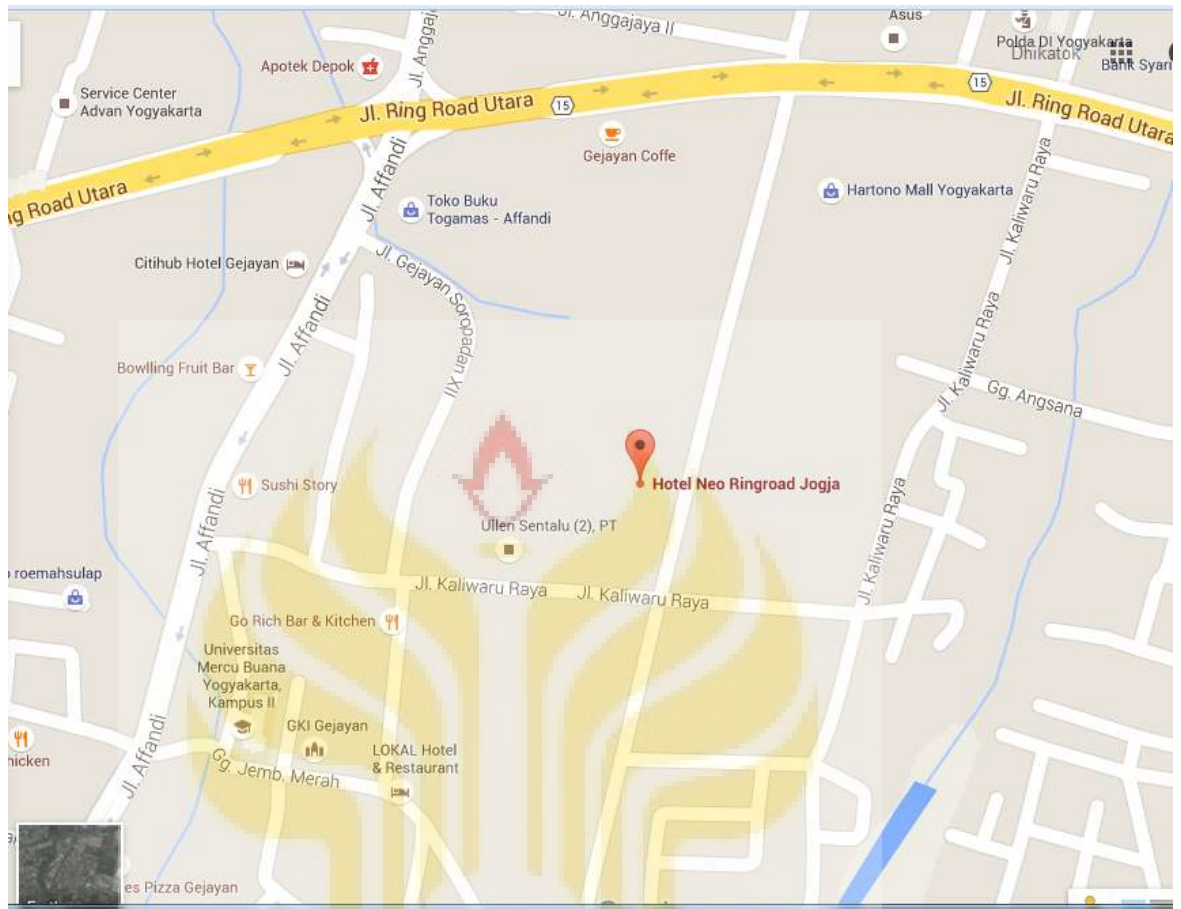 Jl. Anggajaya II
Asus
Polda DI Yogyakarta
Dhikatok
Bank Syari
Apotek Depok
Jl. Anggaj
Service Center
Advan Yogyakarta
Jl. Ring Road Utara
15
15
Jl. Ring Road Utara
Gejayan Coffe
Jl. Affandi
ng Road Utara
Toko Buku
Togamas - Affandi
Hartono Mall Yogyakarta
Jl. Kaliwaru Raya
Citihub Hotel Gejayan
Jl. Gejayan Soropadan XII
Jl. Affandi
Jl. Kaliwaru Raya
Bowlling Fruit Bar
Gg. Angsana
Sushi Story
Hotel Neo Ringroad Jogja
Jl. Affandi
Ullen Sentalu (2), PT
Jl. Kaliwaru Raya
roemahsulap
Jl. Kaliwaru Raya
Jl. Kaliwaru Raya
Go Rich Bar & Kitchen
Universitas
Mercu Buana
Yogyakarta,
Kampus II
GKI Gejayan
LOKAL Hotel
& Restaurant
hicken
Jl. Affandi
Gg. Jemb. Merah
es Pizza Gejayan